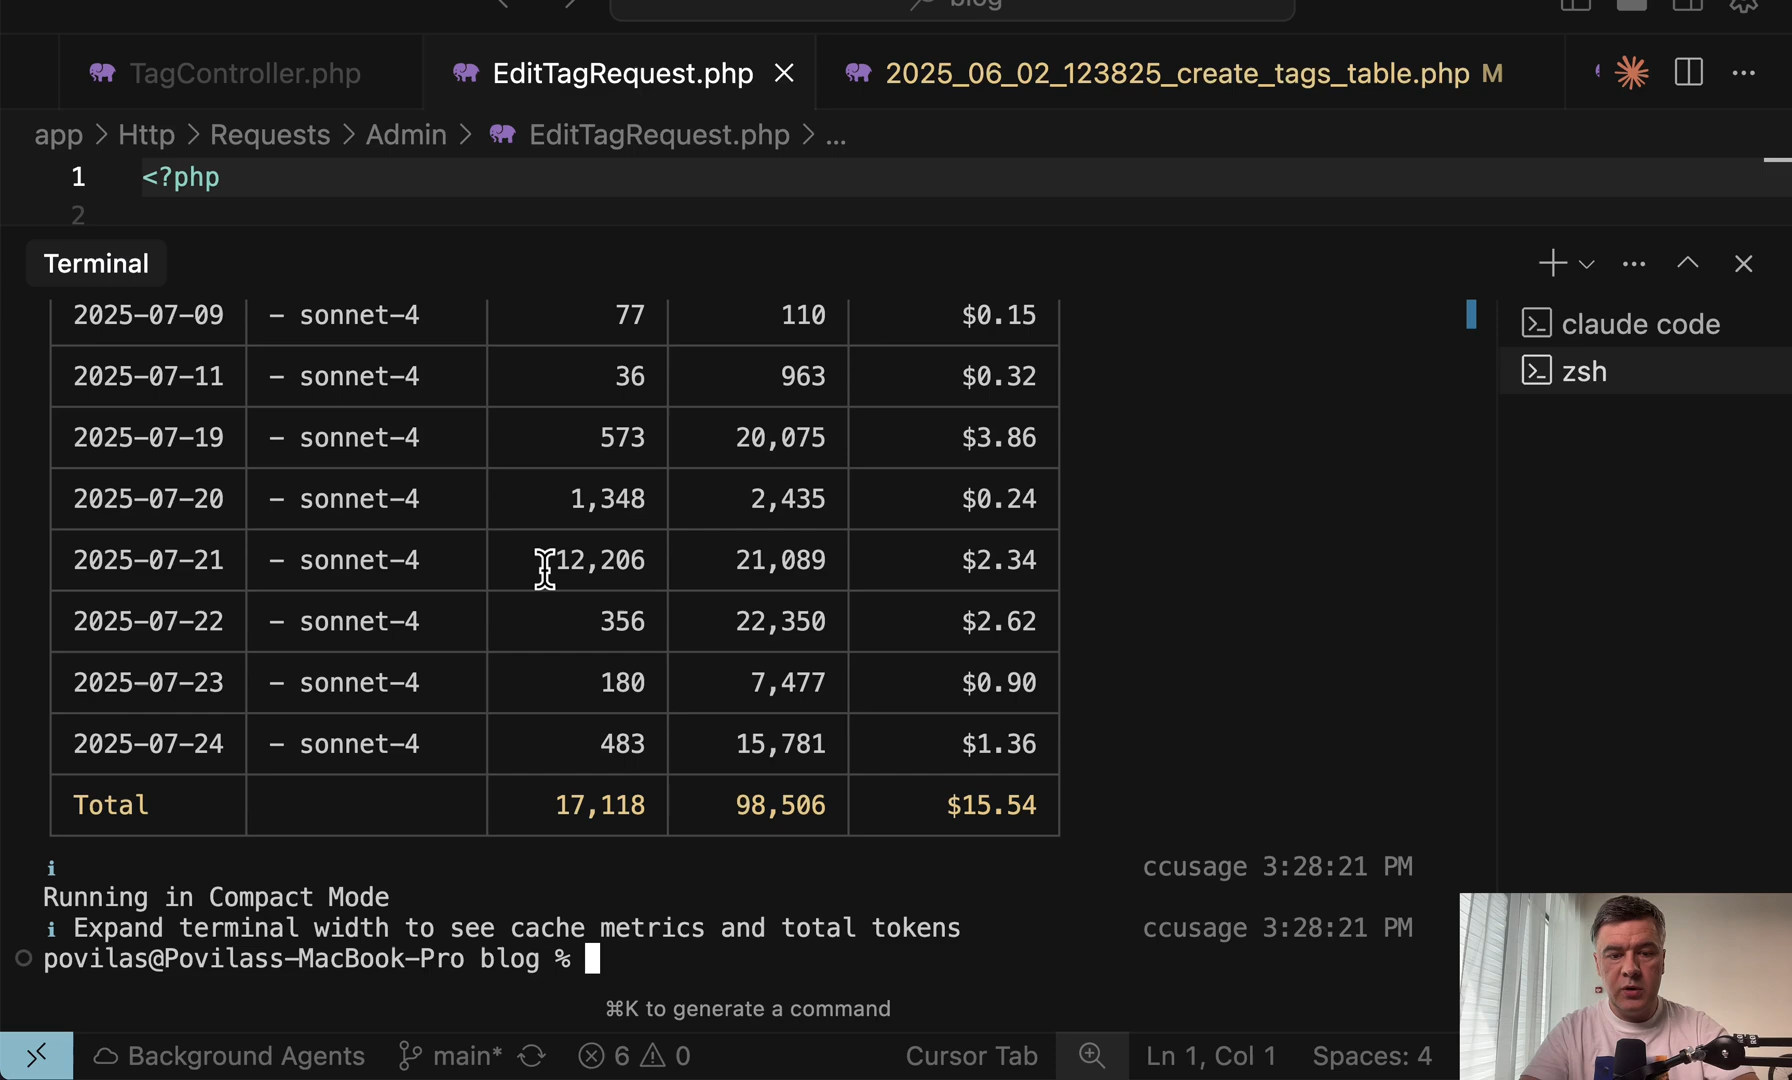 blog
TagController.php
EditTagRequest.php
2025_06_02_123825_create_tags_table.php M
app > Http > Requests > Admin > EditTagRequest.php > ...
1 <?php
2
Terminal
claude code
zsh
2025-07-09 - sonnet-4 77 110 $0.15
2025-07-11 - sonnet-4 36 963 $0.32
2025-07-19 - sonnet-4 573 20,075 $3.86
2025-07-20 - sonnet-4 1,348 2,435 $0.24
2025-07-21 - sonnet-4 12,206 21,089 $2.34
2025-07-22 - sonnet-4 356 22,350 $2.62
2025-07-23 - sonnet-4 180 7,477 $0.90
2025-07-24 - sonnet-4 483 15,781 $1.36
Total 17,118 98,506 $15.54
ℹ ccusage 3:28:21 PM
Running in Compact Mode
ℹ Expand terminal width to see cache metrics and total tokens ccusage 3:28:21 PM
povilas@Povilass-MacBook-Pro blog %
⌘K to generate a command
Background Agents main* 6 0 Cursor Tab Ln 1, Col 1 Spaces: 4